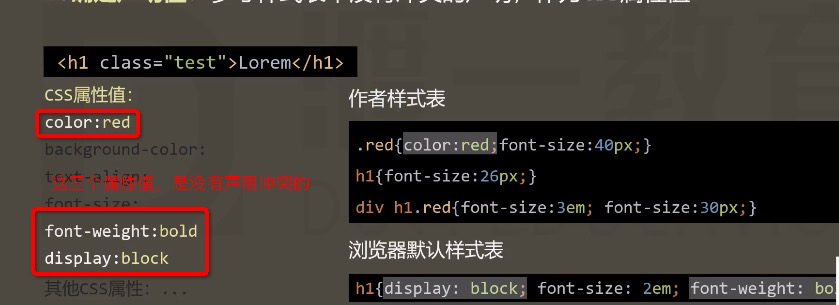 <h1 class="test">Lorem</h1>
CSS属性值:
color:red
background-color:
text-align:
font-size:
这三个属性值，是没有声明冲突的
font-weight:bold
display:block
其他CSS属性: ...
作者样式表
.red{color:red;font-size:40px;}
h1{font-size:26px;}
div h1.red{font-size:3em; font-size:30px;}
浏览器默认样式表
h1{display: block; font-size: 2em; font-weight: bo